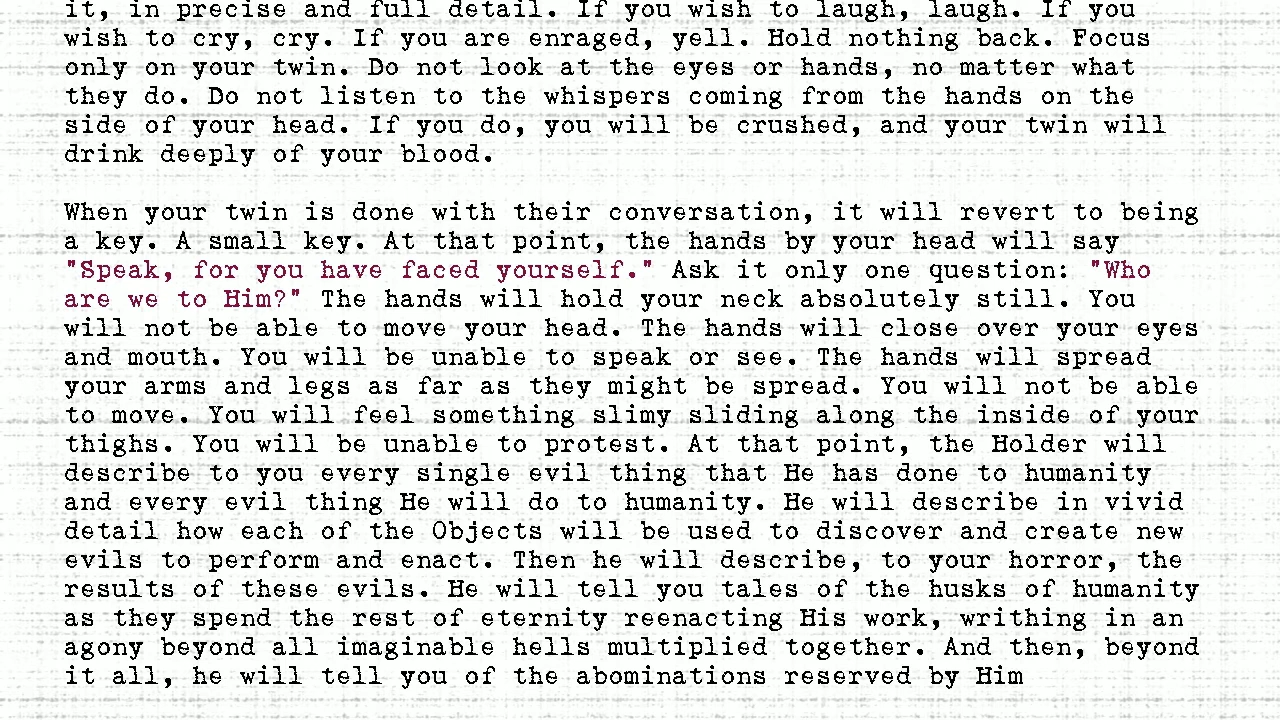 it, in precise and full detail. If you wish to laugh, laugh. If you
wish to cry, cry. If you are enraged, yell. Hold nothing back. Focus
only on your twin. Do not look at the eyes or hands, no matter what
they do. Do not listen to the whispers coming from the hands on the
side of your head. If you do, you will be crushed, and your twin will
drink deeply of your blood.
When your twin is done with their conversation, it will revert to being
a key. A small key. At that point, the hands by your head will say
"Speak, for you have faced yourself." Ask it only one question: "Who
are we to Him?" The hands will hold your neck absolutely still. You
will not be able to move your head. The hands will close over your eyes
and mouth. You will be unable to speak or see. The hands will spread
your arms and legs as far as they might be spread. You will not be able
to move. You will feel something slimy sliding along the inside of your
thighs. You will be unable to protest. At that point, the Holder will
describe to you every single evil thing that He has done to humanity
and every evil thing He will do to humanity. He will describe in vivid
detail how each of the Objects will be used to discover and create new
evils to perform and enact. Then he will describe, to your horror, the
results of these evils. He will tell you tales of the husks of humanity
as they spend the rest of eternity reenacting His work, writhing in an
agony beyond all imaginable hells multiplied together. And then, beyond
it all, he will tell you of the abominations reserved by Him